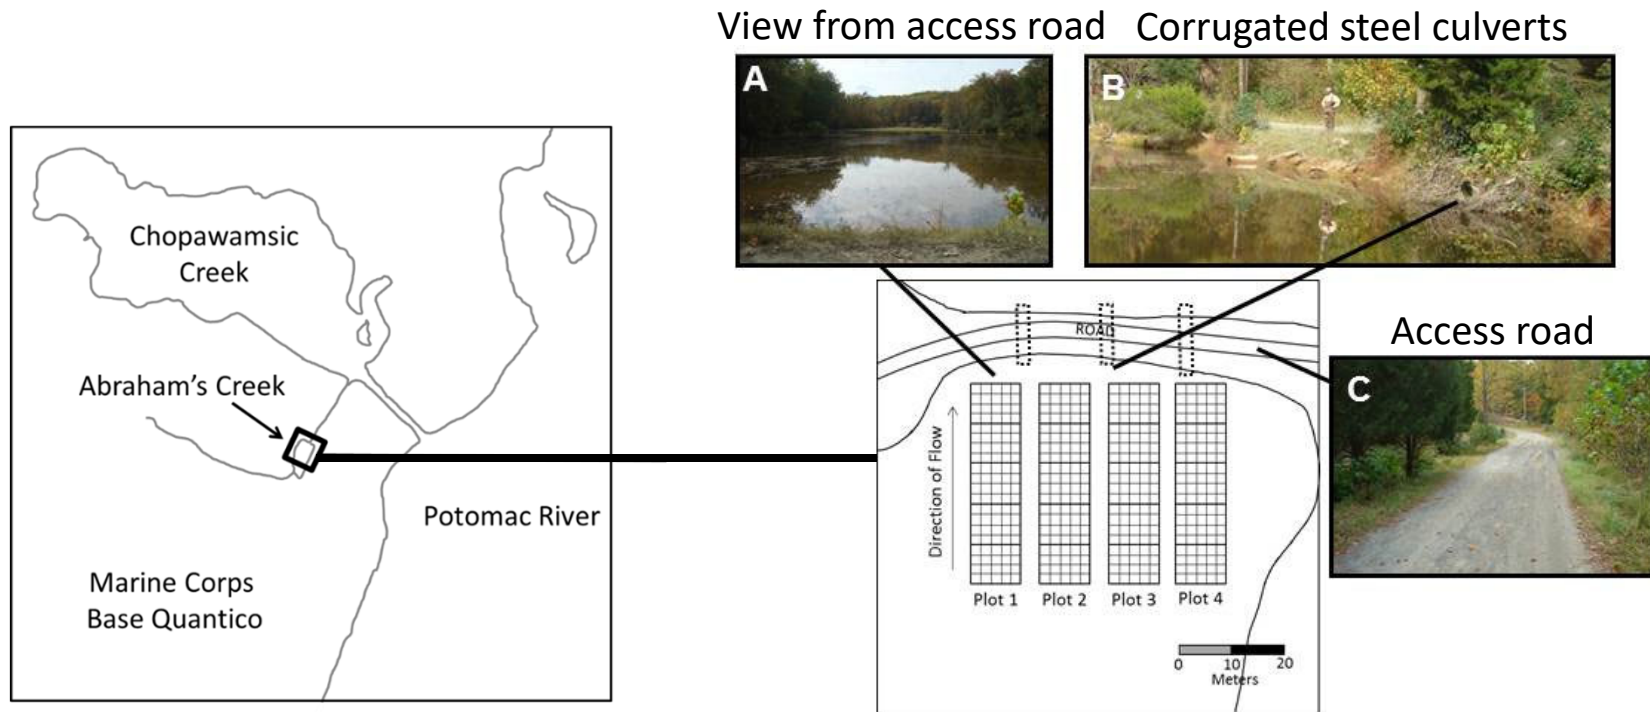 View from access road
Corrugated steel culverts
A
B
Chopawamsic
Creek
Abraham's Creek
Potomac River
Marine Corps
Base Quantico
ROAD
Direction of Flow
Plot 1
Plot 2
Plot 3
Plot 4
0
10
20
Meters
Access road
C